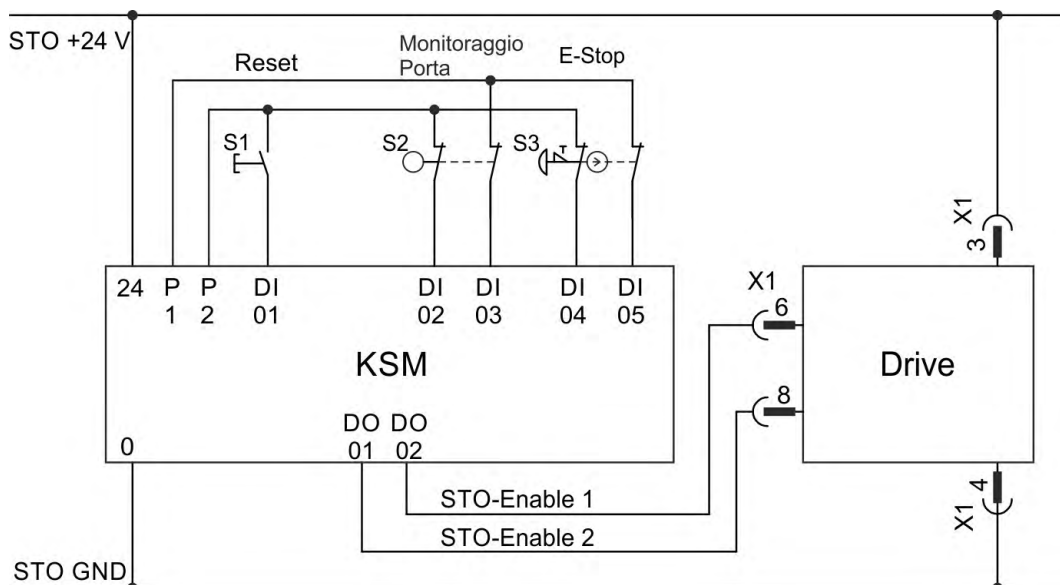 STO +24 V
Reset
Monitoraggio
Porta
E-Stop
S1
S2
S3
X1
3
24 P P DI DI DI DI DI
1 2 01 02 03 04 05
X1
6
KSM
Drive
8
DO DO
0 01 02
4
X1
STO-Enable 1
STO-Enable 2
STO GND